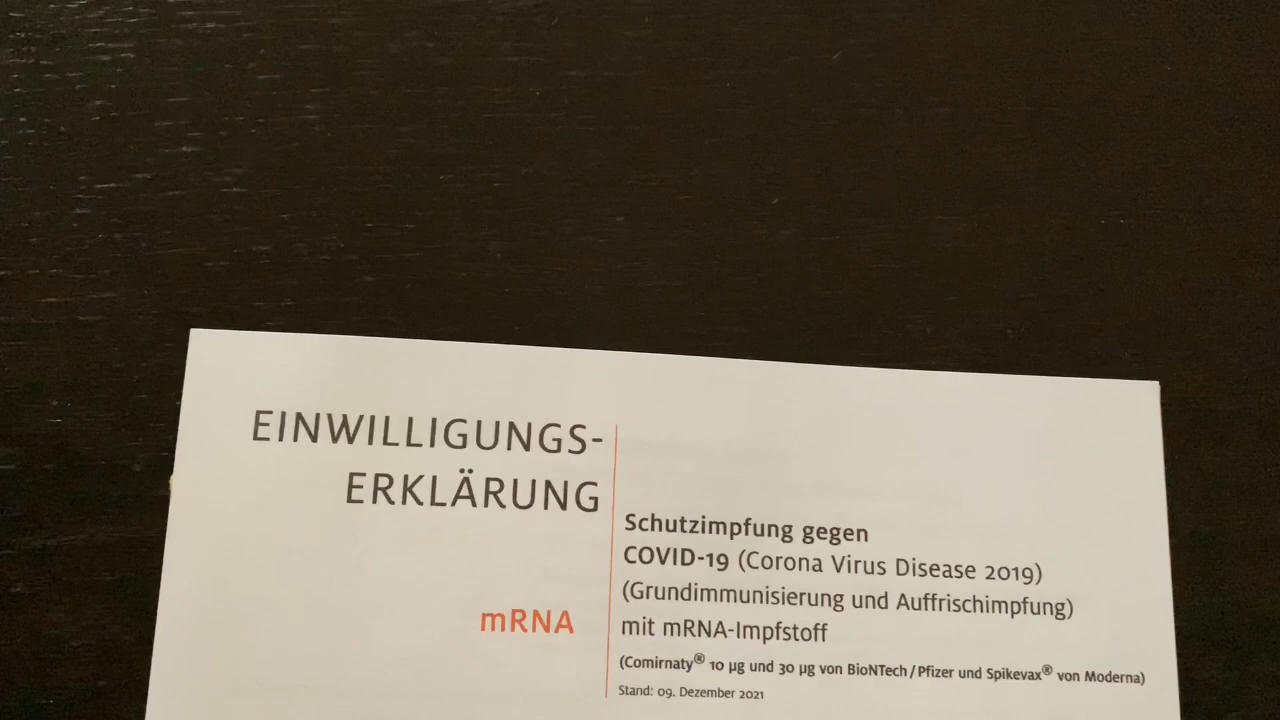 EINWILLIGUNGS-
ERKLÄRUNG
mRNA
Schutzimpfung gegen
COVID-19 (Corona Virus Disease 2019)
(Grundimmunisierung und Auffrischimpfung)
mit mRNA-Impfstoff
(Comirnaty® 10 µg und 30 µg von BioNTech/Pfizer und Spikevax® von Moderna)
Stand: 09. Dezember 2021